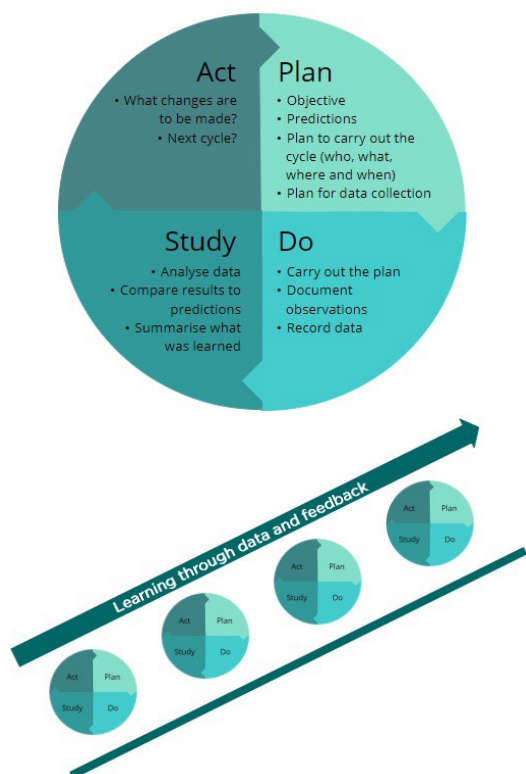 Act
• What changes are
to be made?
• Next cycle?
Plan
• Objective
• Predictions
• Plan to carry out the
cycle (who, what,
where and when)
• Plan for data collection
Study
• Analyse data
• Compare results to
predictions
• Summarise what
was learned
Do
• Carry out the plan
• Document
observations
• Record data
Learning through data and feedback
Act Plan
Study Do
Act Plan
Study Do
Act Plan
Study Do
Act Plan
Study Do